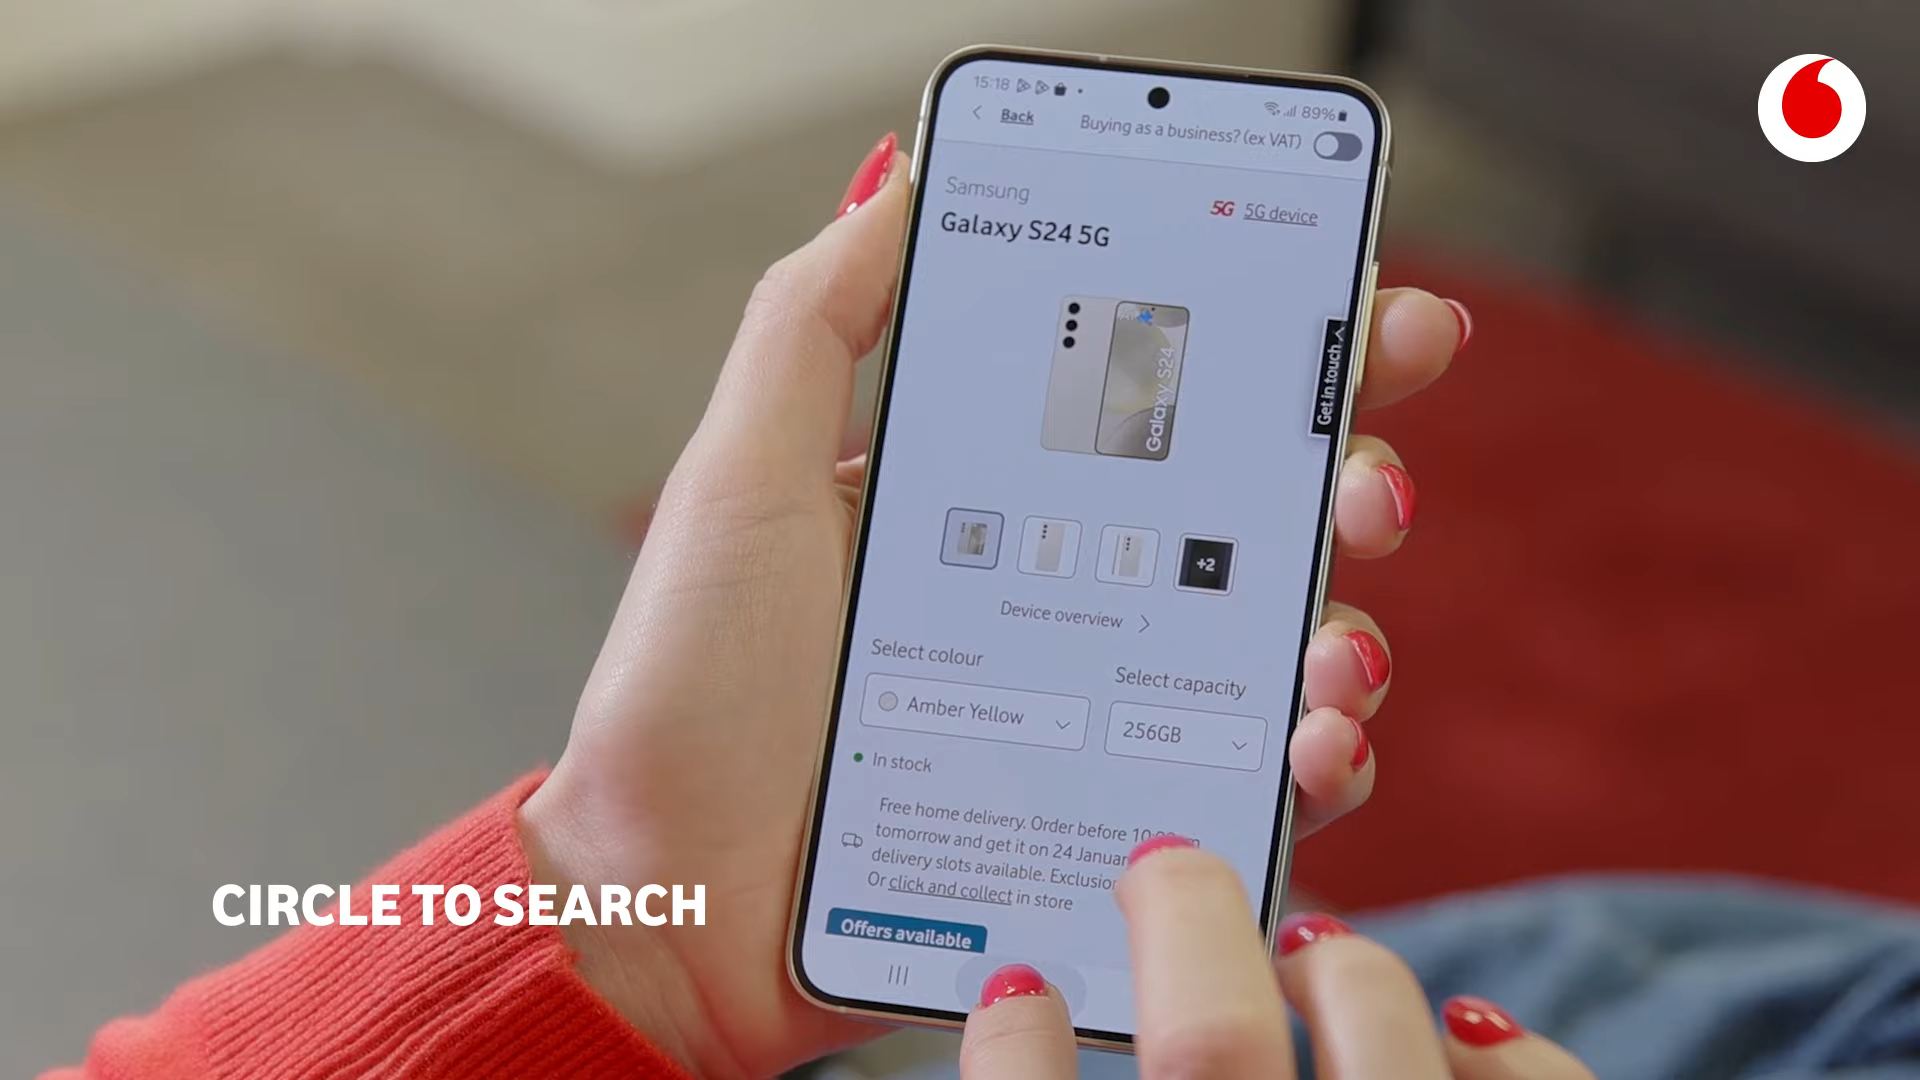 15:18
89%
Back
Buying as a business? (ex VAT)
Samsung
Galaxy S24 5G
5G 5G device
Galaxy S24
Get in touch
+2
Device overview
Select colour
Select capacity
Amber Yellow
256GB
In stock
Free home delivery. Order before
tomorrow and get it on 24
delivery slots available.
Or click and collect in store
Offers available
CIRCLE TO SEARCH